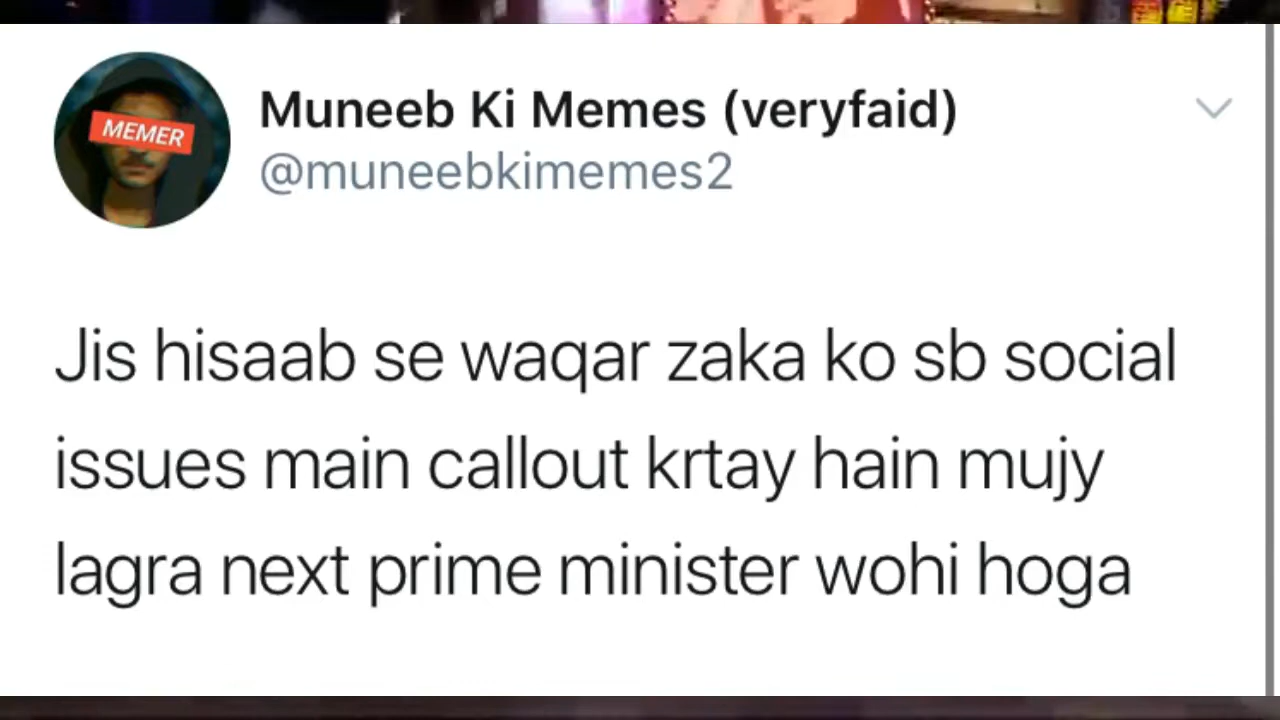 MEMER
Muneeb Ki Memes (veryfaid)
@muneebkimemes2
Jis hisaab se waqar zaka ko sb social
issues main callout krtay hain mujy
lagra next prime minister wohi hoga